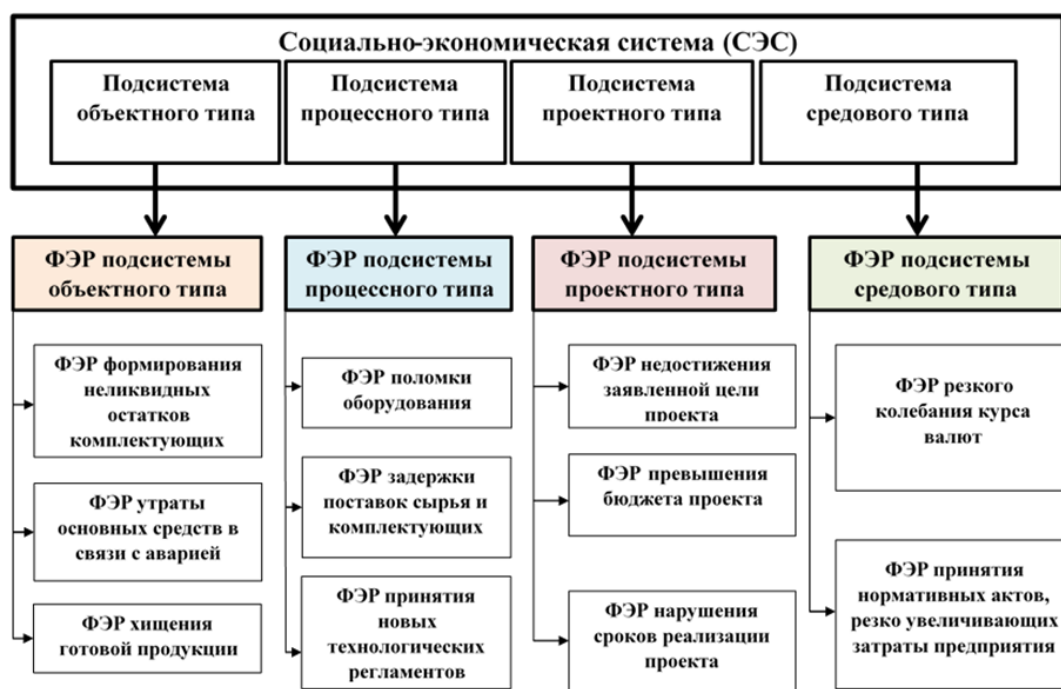 Социально-экономическая система (СЭС)
Подсистема
объектного типа
Подсистема
процессного типа
Подсистема
проектного типа
Подсистема
средового типа
ФЭР подсистемы
объектного типа
ФЭР подсистемы
процессного типа
ФЭР подсистемы
проектного типа
ФЭР подсистемы
средового типа
ФЭР формирования
неликвидных
остатков
комплектующих
ФЭР утраты
основных средств в
связи с аварией
ФЭР хищения
готовой продукции
ФЭР поломки
оборудования
ФЭР задержки
поставок сырья и
комплектующих
ФЭР принятия
новых
технологических
регламентов
ФЭР недостижения
заявленной цели
проекта
ФЭР превышения
бюджета проекта
ФЭР нарушения
сроков реализации
проекта
ФЭР резкого
колебания курса
валют
ФЭР принятия
нормативных актов,
резко увеличивающих
затраты предприятия